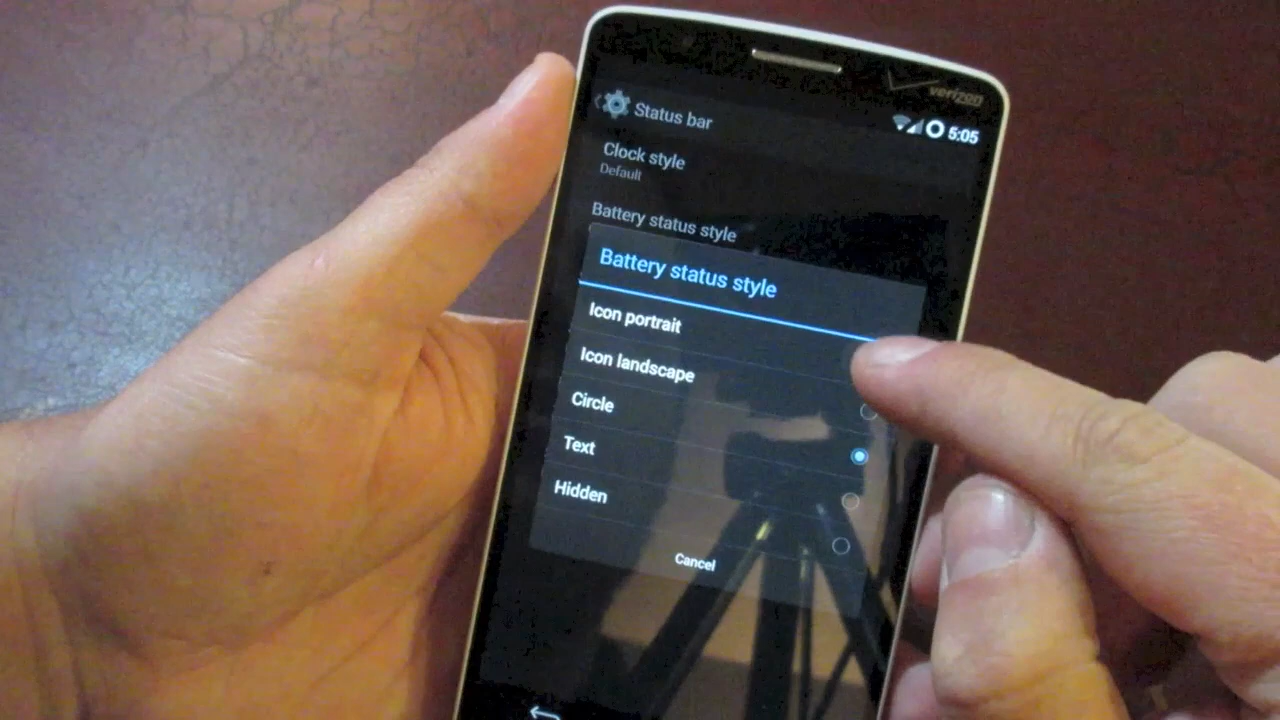 verizon
Status bar
5:05
Clock style
Default
Battery status style
Battery status style
Icon portrait
Icon landscape
Circle
Text
Hidden
Cancel